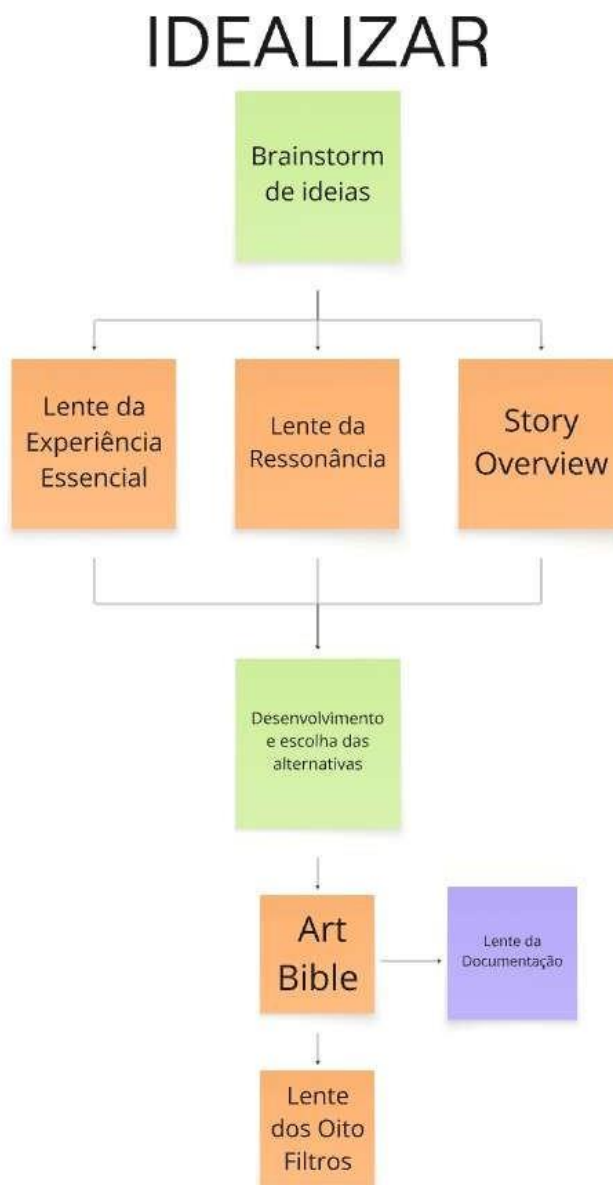 IDEALIZAR
Brainstorm
de ideias
Lente da
Experiência
Essencial
Lente da
Ressonância
Story
Overview
Desenvolvimento
e escolha das
alternativas
Art
Bible
Lente da
Documentação
Lente
dos Oito
Filtros